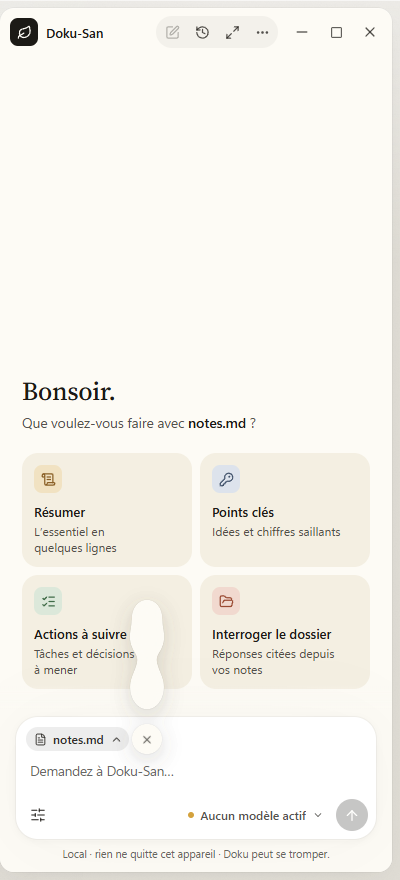 Doku-San
Bonsoir.
Que voulez-vous faire avec notes.md ?
Résumer
L'essentiel en
quelques lignes
Points clés
Idées et chiffres saillants
Actions à suivre
Tâches et décisions
à mener
Interroger le dossier
Réponses citées depuis
vos notes
notes.md
Demandez à Doku-San...
Aucun modèle actif
Local · rien ne quitte cet appareil · Doku peut se tromper.